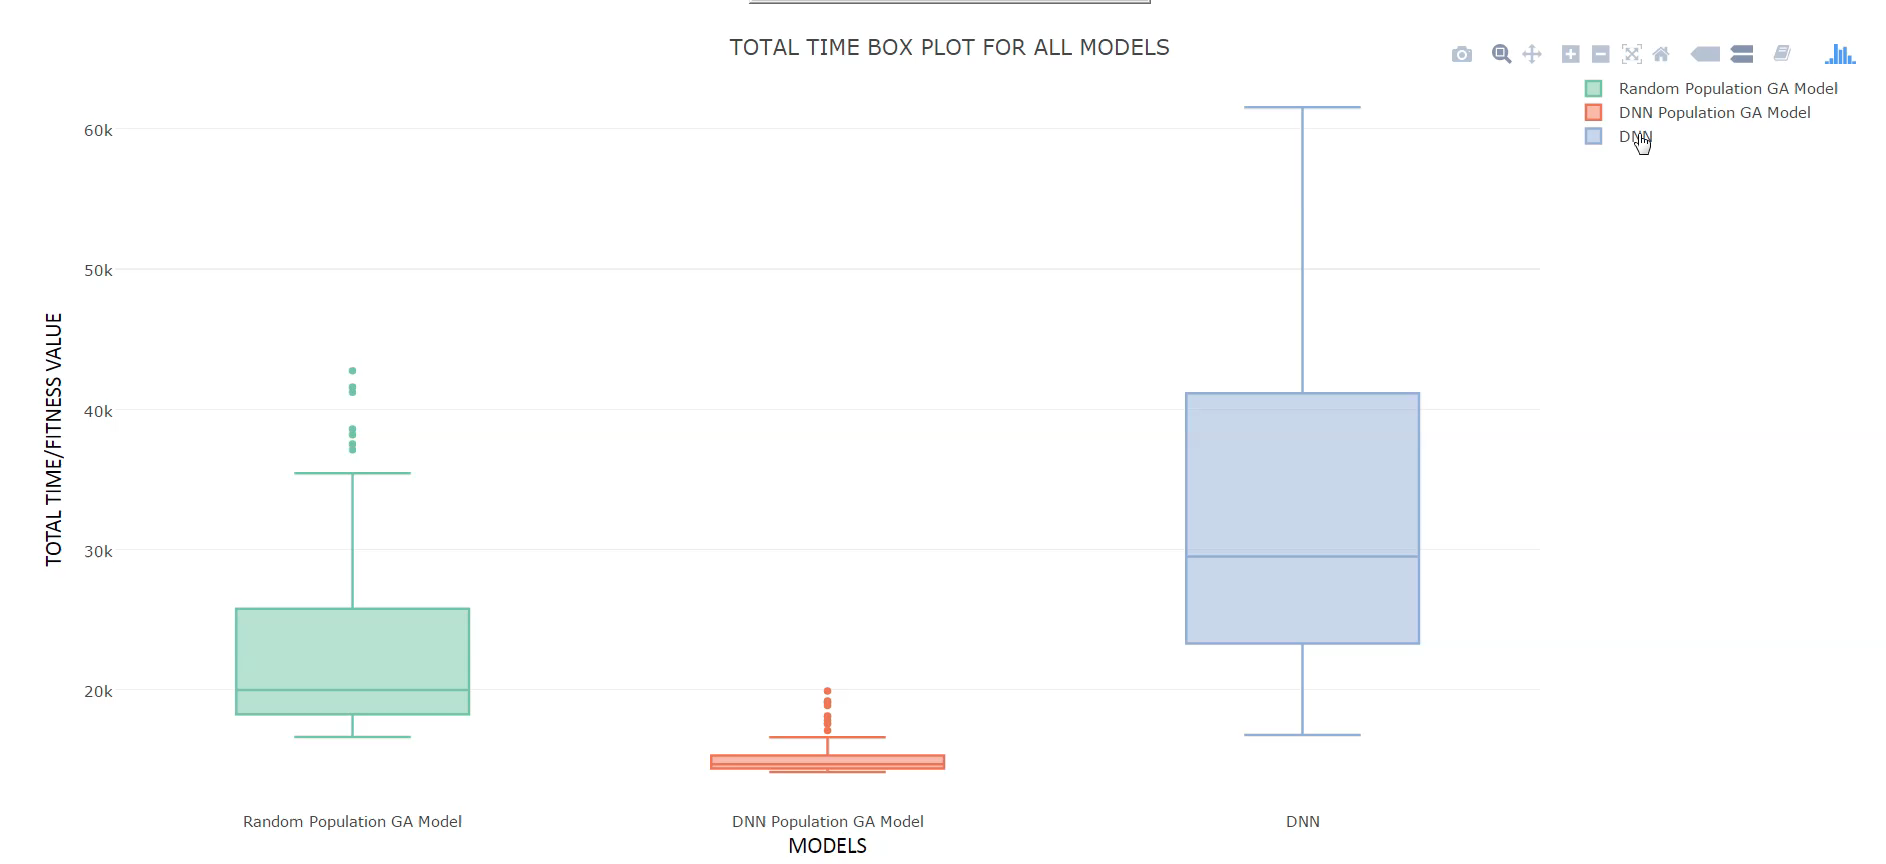 TOTAL TIME BOX PLOT FOR ALL MODELS
Random Population GA Model
DNN Population GA Model
DNN
60k
50k
40k
30k
20k
TOTAL TIME/FITNESS VALUE
Random Population GA Model
DNN Population GA Model
DNN
MODELS